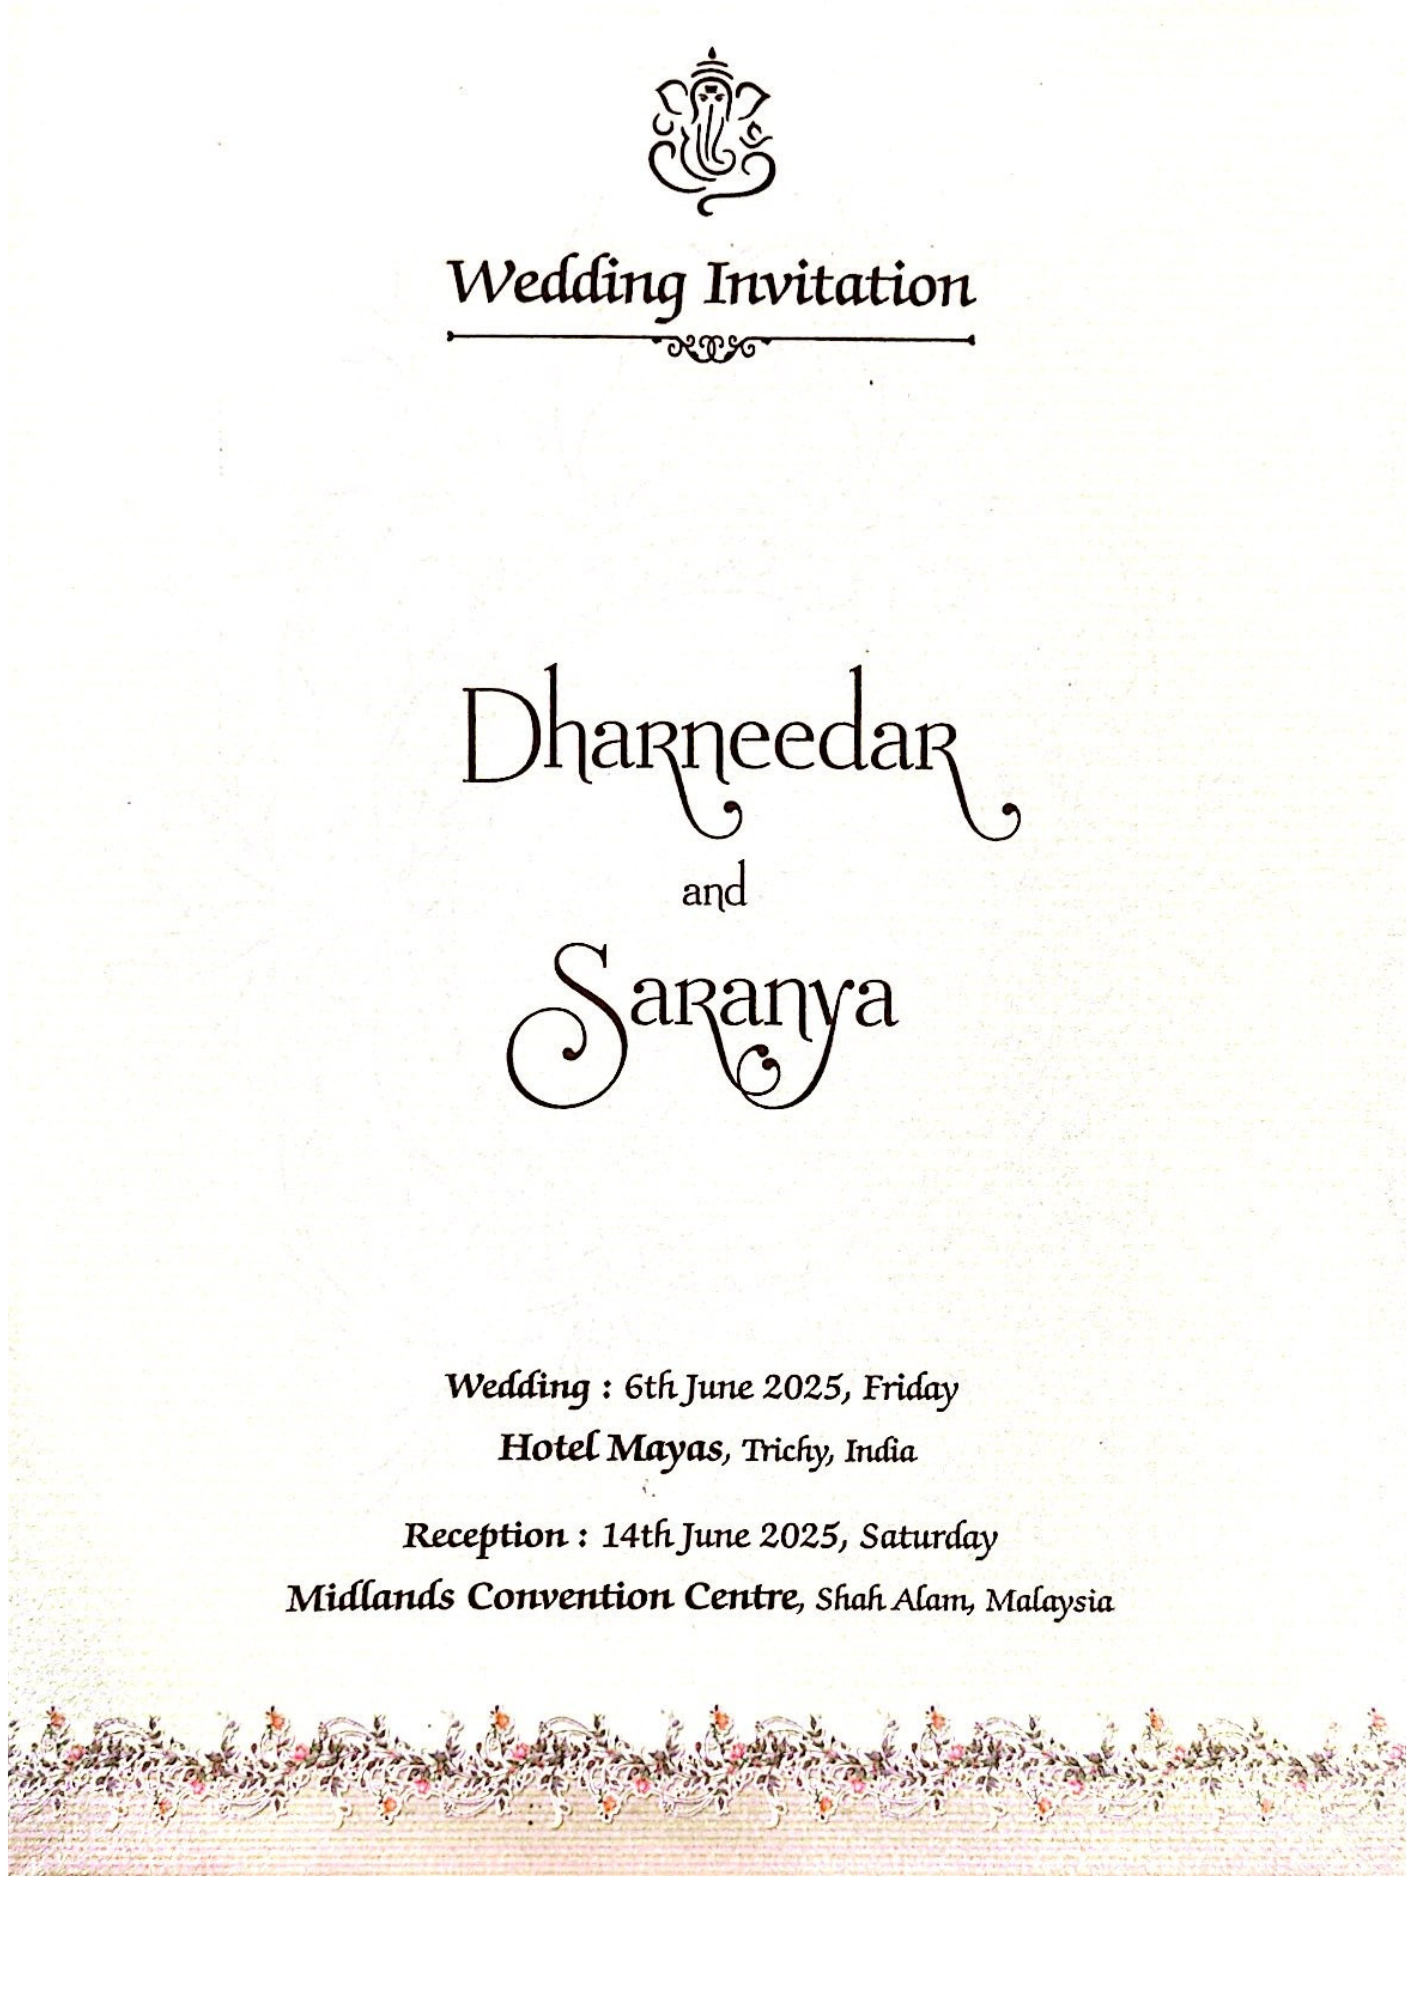 Wedding Invitation
Dharneedar
and
Saranya
Wedding : 6th June 2025, Friday
Hotel Mayas, Trichy, India
Reception : 14th June 2025, Saturday
Midlands Convention Centre, Shah Alam, Malaysia